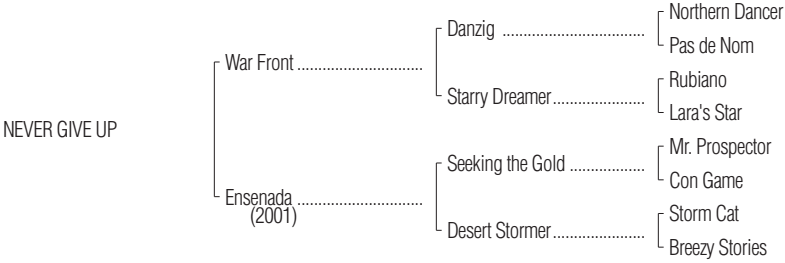 Northern Dancer
Danzig ..................................
Pas de Nom
War Front ..............................
Rubiano
Starry Dreamer......................
Lara's Star
NEVER GIVE UP
Mr. Prospector
Seeking the Gold ..................
Con Game
Ensenada ..............................
(2001)
Storm Cat
Desert Stormer......................
Breezy Stories